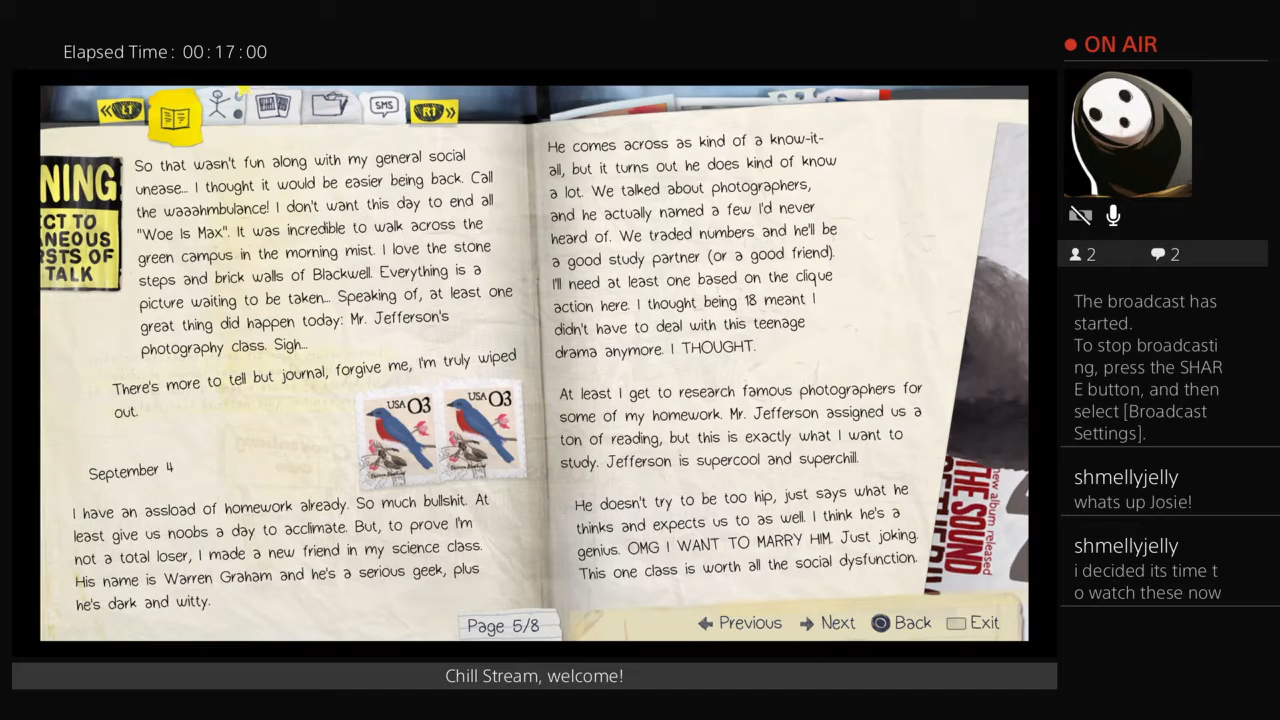 Elapsed Time: 00:17:00
ON AIR
LT
SMS
RT
NING
CT TO
ANEOUS
RSTS OF
TALK
So that wasn't fun along with my general social
unease... I thought it would be easier being back. Call
the waaahmbulance! I don't want this day to end all
"Woe Is Max". It was incredible to walk across the
green campus in the morning mist. I love the stone
steps and brick walls of Blackwell. Everything is a
picture waiting to be taken... Speaking of, at least one
great thing did happen today: Mr. Jefferson's
photography class. Sigh...
There's more to tell but journal, forgive me, I'm truly wiped
out.
USA 03
USA 03
September 4
I have an assload of homework already. So much bullshit. At
least give us noobs a day to acclimate. But, to prove I'm
not a total loser, I made a new friend in my science class.
His name is Warren Graham and he's a serious geek, plus
he's dark and witty.
Page 5/8
He comes across as kind of a know-it-
all, but it turns out he does kind of know
a lot. We talked about photographers,
and he actually named a few I'd never
heard of. We traded numbers and he'll be
a good study partner (or a good friend).
I'll need at least one based on the clique
action here. I thought being 18 meant I
didn't have to deal with this teenage
drama anymore. I THOUGHT.
At least I get to research famous photographers for
some of my homework. Mr. Jefferson assigned us a
ton of reading, but this is exactly what I want to
study. Jefferson is supercool and superchill.
He doesn't try to be too hip, just says what he
thinks and expects us to as well. I think he's a
genius. OMG I WANT TO MARRY HIM. Just joking.
This one class is worth all the social dysfunction.
new album released
THE SOUND
Previous
Next
Back
Exit
2
2
The broadcast has
started.
To stop broadcasti
ng, press the SHAR
E button, and then
select [Broadcast
Settings].
shmellyjelly
whats up Josie!
shmellyjelly
i decided its time t
o watch these now
Chill Stream, welcome!